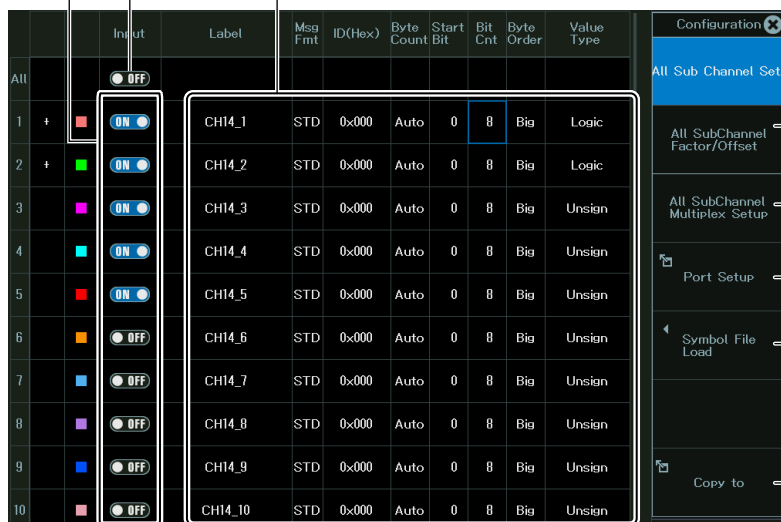 Input Label Msg Fmt ID(Hex) Byte Count Start Bit Bit Cnt Byte Order Value Type
All OFF
1 + ON CH14_1 STD 0x000 Auto 0 8 Big Logic
2 + ON CH14_2 STD 0x000 Auto 0 8 Big Logic
3 ON CH14_3 STD 0x000 Auto 0 8 Big Unsign
4 ON CH14_4 STD 0x000 Auto 0 8 Big Unsign
5 ON CH14_5 STD 0x000 Auto 0 8 Big Unsign
6 OFF CH14_6 STD 0x000 Auto 0 8 Big Unsign
7 OFF CH14_7 STD 0x000 Auto 0 8 Big Unsign
8 OFF CH14_8 STD 0x000 Auto 0 8 Big Unsign
9 OFF CH14_9 STD 0x000 Auto 0 8 Big Unsign
10 OFF CH14_10 STD 0x000 Auto 0 8 Big Unsign
Configuration
All Sub Channel Set
All SubChannel
Factor/Offset
All SubChannel
Multiplex Setup
Port Setup
Symbol File
Load
Copy to